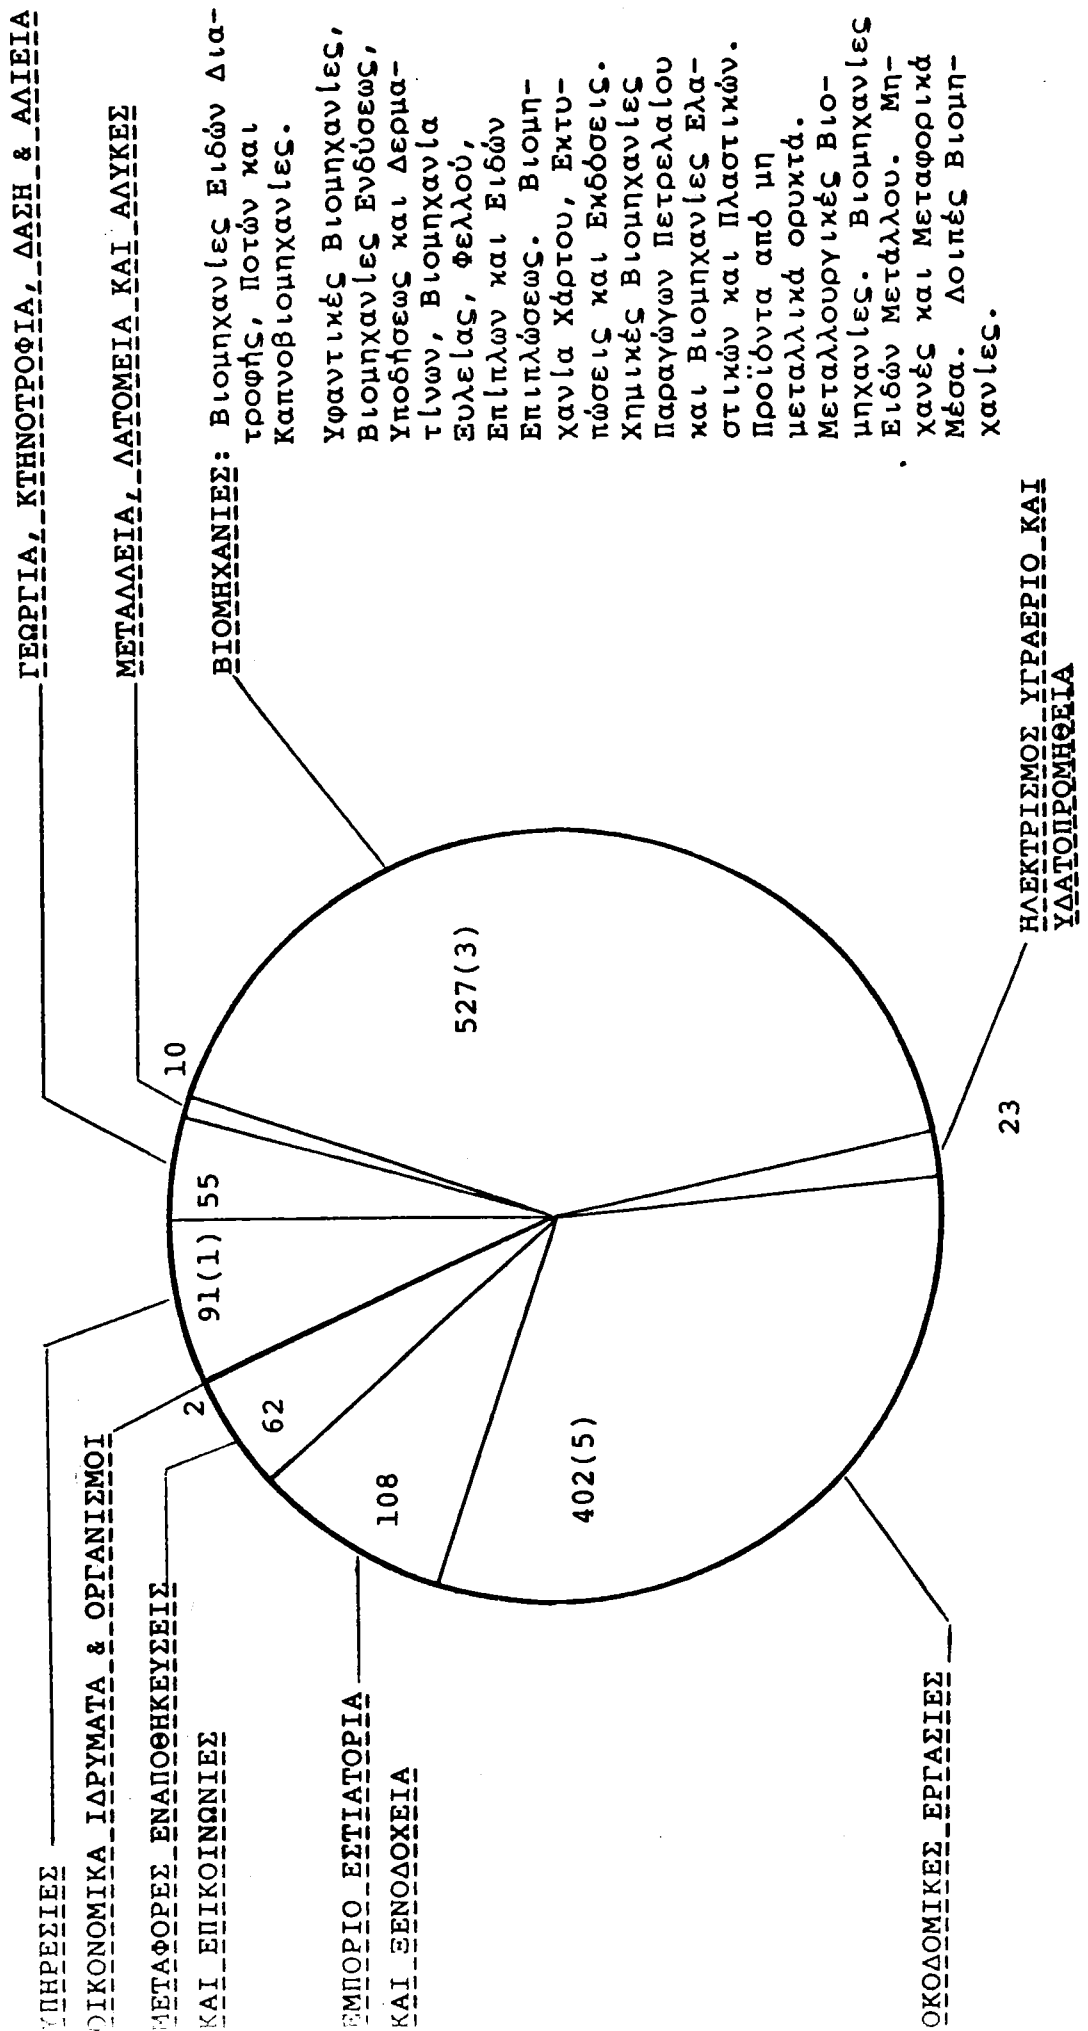 ΓΕΩΡΓΙΑ, ΚΤΗΝΟΤΡΟΦΙΑ, ΔΑΣΗ & ΑΛΙΕΙΑ
ΜΕΤΑΛΛΕΙΑ, ΛΑΤΟΜΕΙΑ ΚΑΙ ΑΛΥΚΕΣ
ΒΙΟΜΗΧΑΝΙΕΣ: Βιομηχανίες Ειδών Δια-
τροφής, Ποτών και
Καπνοβιομηχανίες.
Υφαντικές Βιομηχανίες,
Βιομηχανίες Ενδύσεως,
Υποδήσεως και Δερμα-
τίνων, Βιομηχανία
Ξυλείας, Φελλού,
Επίπλων και Ειδών
Επιπλώσεως. Βιομη-
χανία Χάρτου, Εκτυ-
πώσεις και Εκδόσεις.
Χημικές Βιομηχανίες
Παραγώγων Πετρελαίου
και Βιομηχανίες Ελα-
στικών και Πλαστικών.
Προϊόντα από μη
μεταλλικά ορυκτά.
Μεταλλουργικές Βιο-
μηχανίες. Βιομηχανίες
Ειδών Μετάλλου. Μη-
χανές και Μεταφορικά
Μέσα. Λοιπές Βιομη-
χανίες.
ΗΛΕΚΤΡΙΣΜΟΣ ΥΓΡΑΕΡΙΟ ΚΑΙ
ΥΔΑΤΟΠΡΟΜΗΘΕΙΑ
10
527(3)
23
55
91(1)
2
62
108
402(5)
ΥΠΗΡΕΣΙΕΣ
ΟΙΚΟΝΟΜΙΚΑ ΙΔΡΥΜΑΤΑ & ΟΡΓΑΝΙΣΜΟΙ
ΜΕΤΑΦΟΡΕΣ ΕΝΑΠΟΘΗΚΕΥΣΕΙΣ
ΚΑΙ ΕΠΙΚΟΙΝΩΝΙΕΣ
ΕΜΠΟΡΙΟ ΕΣΤΙΑΤΟΡΙΑ
ΚΑΙ ΞΕΝΟΔΟΧΕΙΑ
ΟΚΟΔΟΜΙΚΕΣ ΕΡΓΑΣΙΕΣ